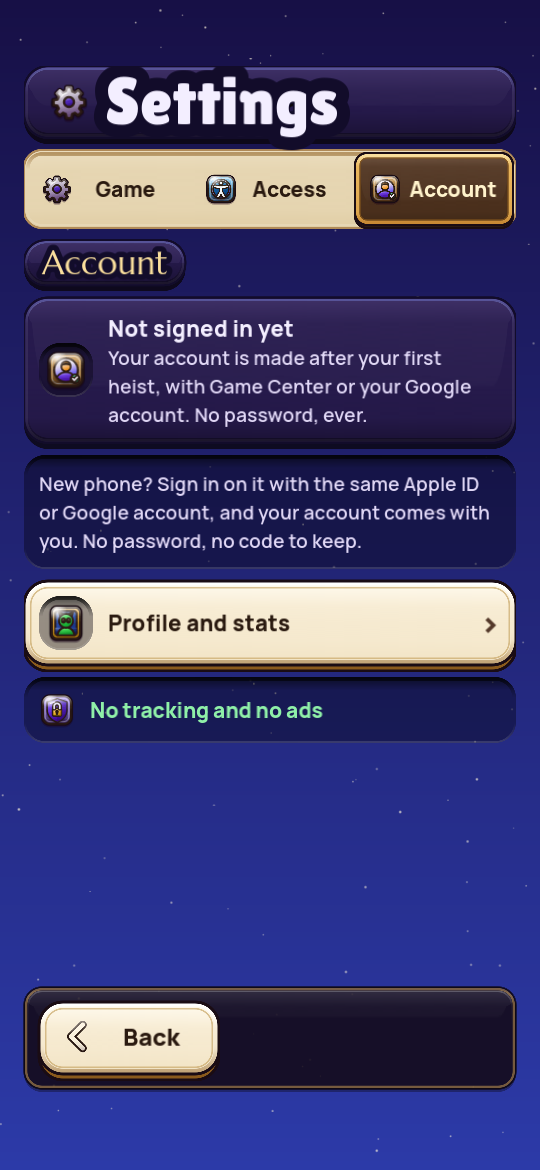 Settings
Game
Access
Account
Account
Not signed in yet
Your account is made after your first
heist, with Game Center or your Google
account. No password, ever.
New phone? Sign in on it with the same Apple ID
or Google account, and your account comes with
you. No password, no code to keep.
Profile and stats
No tracking and no ads
Back